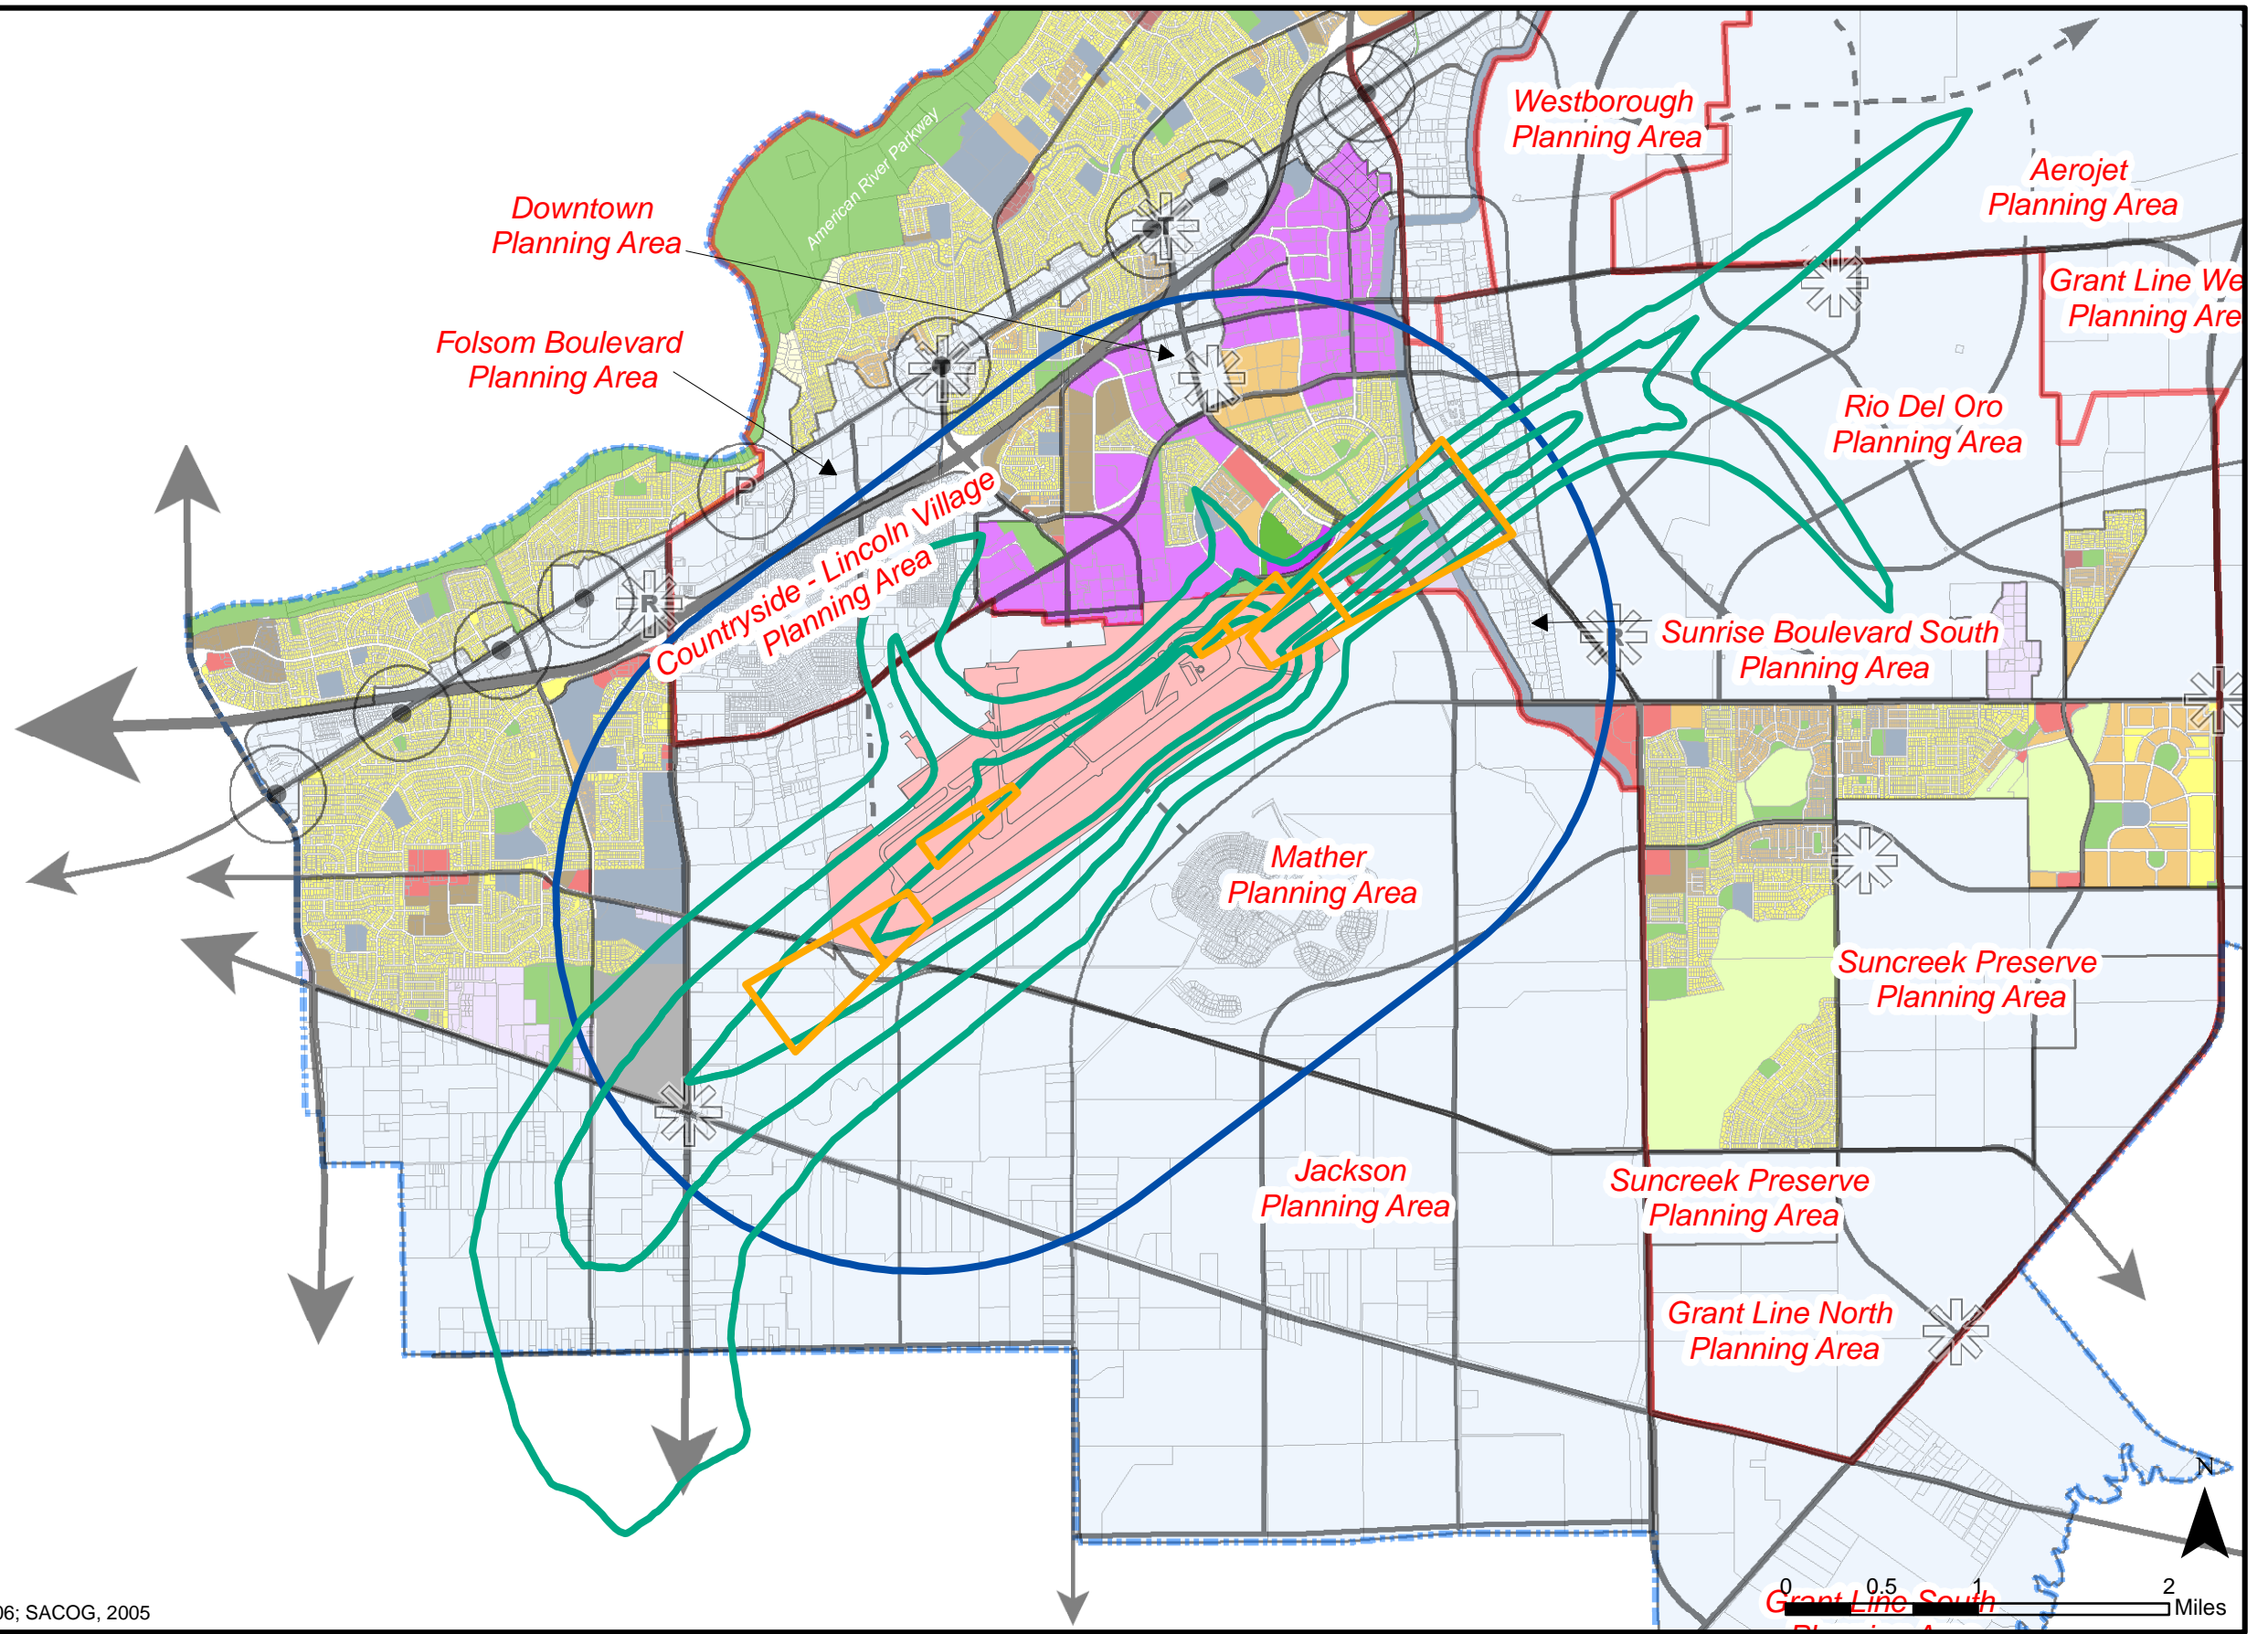 Westborough
Planning Area
Aerojet
Planning Area
American River Parkway
Downtown
Planning Area
Grant Line We
Planning Are
Folsom Boulevard
Planning Area
Rio Del Oro
Planning Area
T
T
P
R
R
Countryside - Lincoln Village
Planning Area
Sunrise Boulevard South
Planning Area
Mather
Planning Area
Suncreek Preserve
Planning Area
Jackson
Planning Area
Suncreek Preserve
Planning Area
Grant Line North
Planning Area
N
0 0.5 1 2
Miles
Grant Line South
06; SACOG, 2005